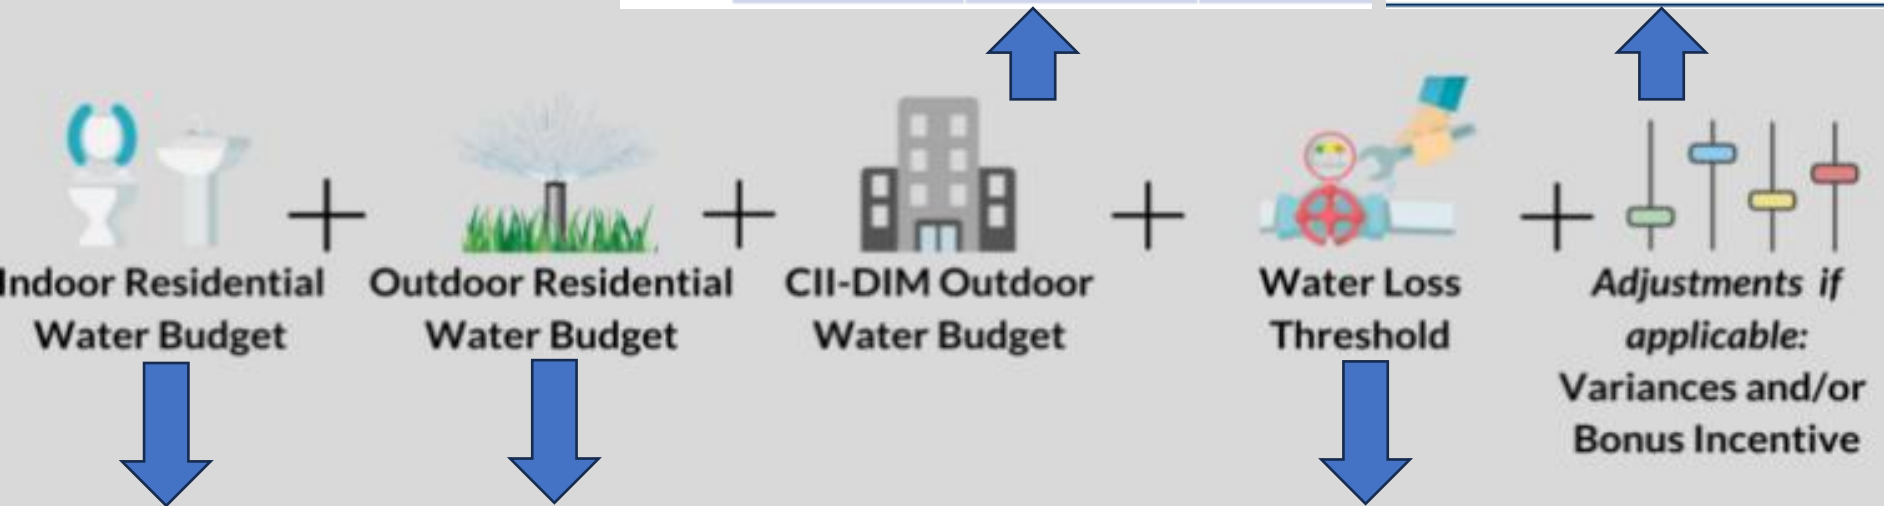 Indoor Residential
Water Budget
+
Outdoor Residential
Water Budget
+
CII-DIM Outdoor
Water Budget
+
Water Loss
Threshold
+
Adjustments if
applicable:
Variances and/or
Bonus Incentive